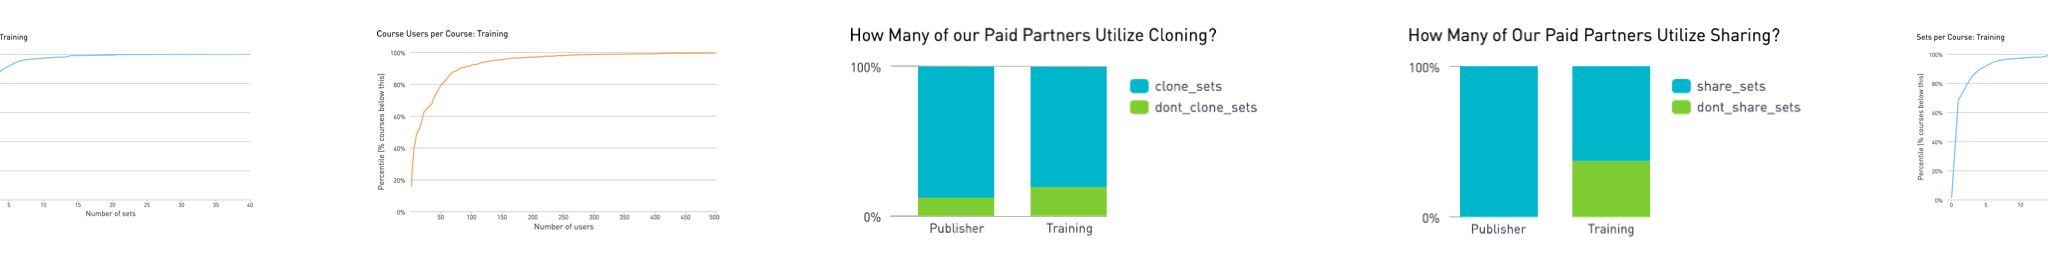 Training
5
10
15
20
25
30
35
40
Number of sets
Course Users per Course: Training
Percentile (% courses below this)
100%
80%
60%
40%
20%
0%
50
100
150
200
250
300
350
400
450
500
Number of users
How Many of our Paid Partners Utilize Cloning?
100%
0%
Publisher
Training
clone_sets
dont_clone_sets
How Many of Our Paid Partners Utilize Sharing?
100%
0%
Publisher
Training
share_sets
dont_share_sets
Sets per Course: Training
Percentile (% courses below this)
100%
80%
60%
40%
20%
0%
0
5
10